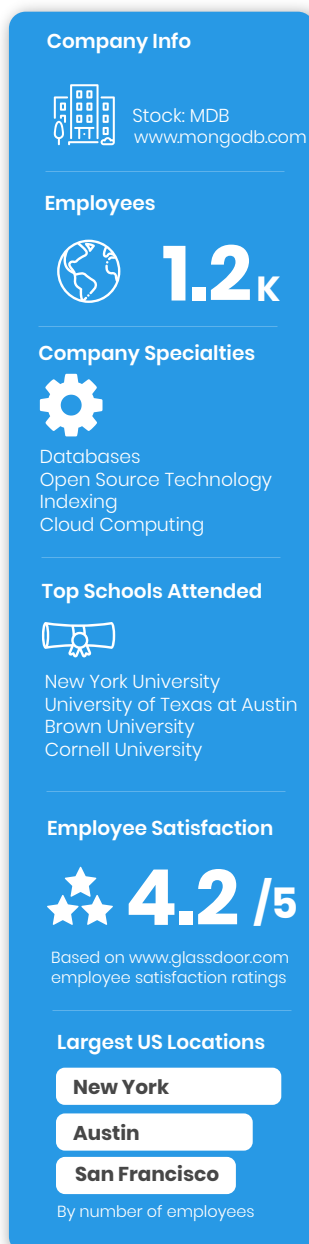 Company Info
Stock: MDB
www.mongodb.com
Employees
1.2K
Company Specialties
Databases
Open Source Technology
Indexing
Cloud Computing
Top Schools Attended
New York University
University of Texas at Austin
Brown University
Cornell University
Employee Satisfaction
4.2 /5
Based on www.glassdoor.com
employee satisfaction ratings
Largest US Locations
New York
Austin
San Francisco
By number of employees